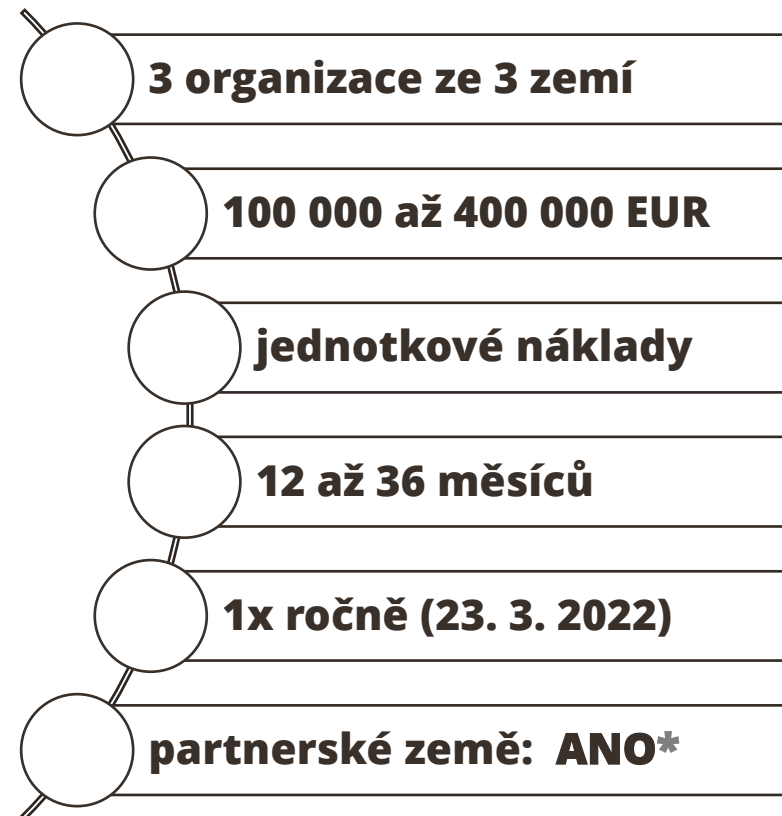 3 organizace ze 3 zemí
100 000 až 400 000 EUR
jednotkové náklady
12 až 36 měsíců
1x ročně (23. 3. 2022)
partnerské země: ANO*